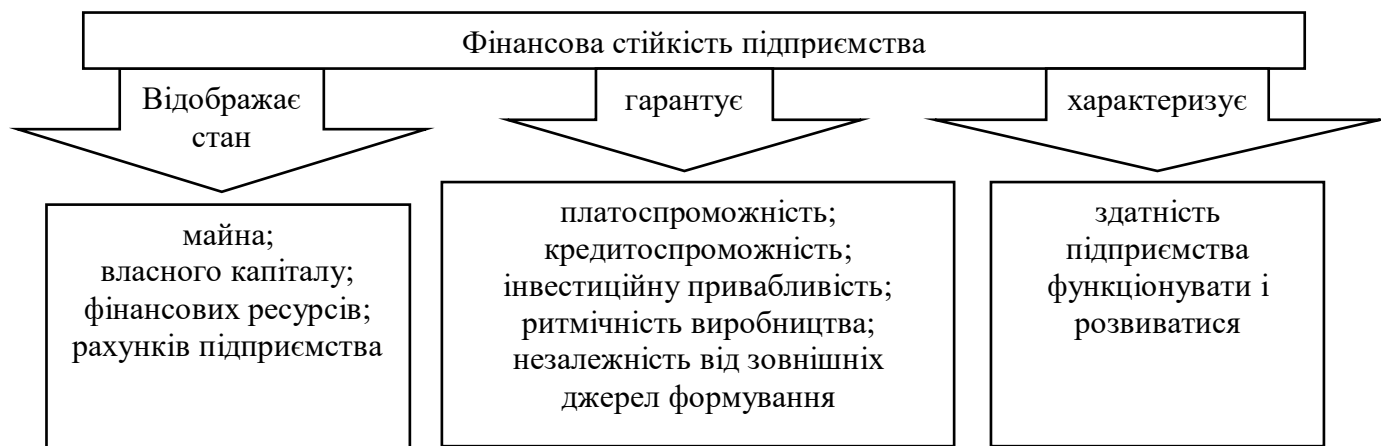 Фінансова стійкість підприємства
Відображає
стан
гарантує
характеризує
майна;
власного капіталу;
фінансових ресурсів;
рахунків підприємства
платоспроможність;
кредитоспроможність;
інвестиційну привабливість;
ритмічність виробництва;
незалежність від зовнішніх
джерел формування
здатність
підприємства
функціонувати і
розвиватися